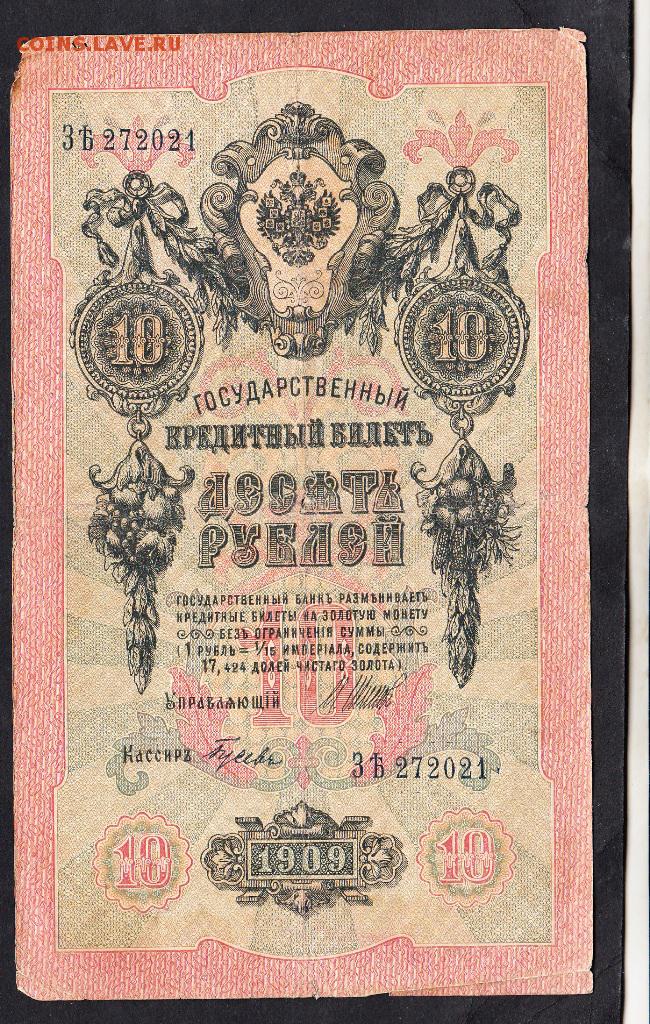 COINS.LAVE.RU
ЗѢ 272021
10 10
ГОСУДАРСТВЕННЫЙ
КРЕДИТНЫЙ БИЛЕТЪ
ДЕСЯТЬ
РУБЛЕЙ
ГОСУДАРСТВЕННЫЙ БАНКЪ РАЗМѢНИВАЕТЪ
КРЕДИТНЫЕ БИЛЕТЫ НА ЗОЛОТУЮ МОНЕТУ
БЕЗЪ ОГРАНИЧЕНІЯ СУММЫ
(1 РУБЛЬ = 1/15 ИМПЕРІАЛА, СОДЕРЖИТЪ
17,424 ДОЛЕЙ ЧИСТАГО ЗОЛОТА).
10
УПРАВЛЯЮЩІЙ
КАССИРЪ
ЗѢ 272021
10 1909 10